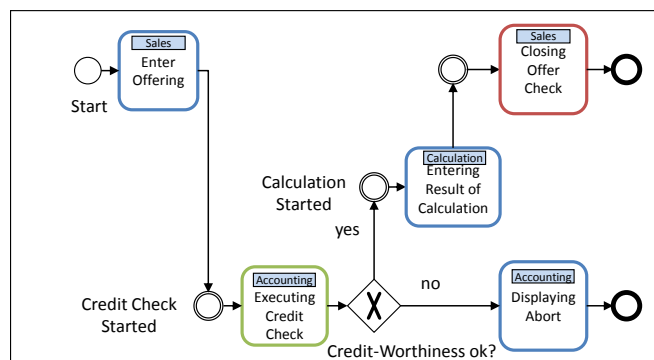 Sales
Enter
Offering
Start
Sales
Closing
Offer
Check
Calculation
Entering
Result of
Calculation
Calculation
Started
yes
Credit Check
Started
Accounting
Executing
Credit
Check
X
no
Credit-Worthiness ok?
Accounting
Displaying
Abort